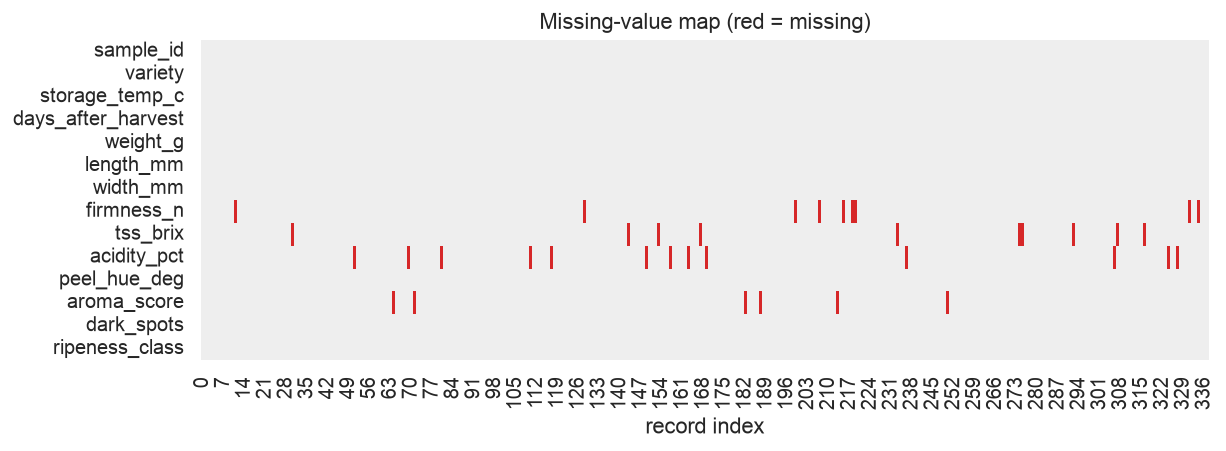 Missing-value map (red = missing)
sample_id
variety
storage_temp_c
days_after_harvest
weight_g
length_mm
width_mm
firmness_n
tss_brix
acidity_pct
peel_hue_deg
aroma_score
dark_spots
ripeness_class
0 7 14 21 28 35 42 49 56 63 70 77 84 91 98 105 112 119 126 133 140 147 154 161 168 175 182 189 196 203 210 217 224 231 238 245 252 259 266 273 280 287 294 301 308 315 322 329 336
record index